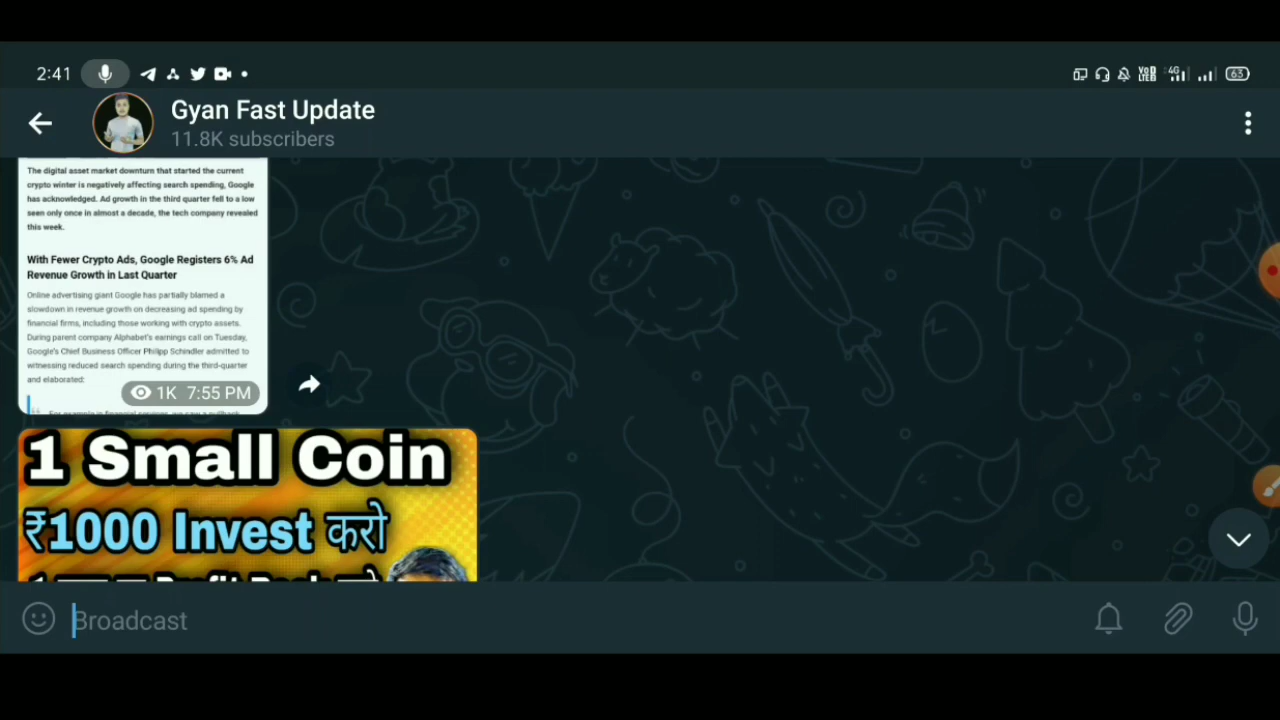 2:41
VoD LTED 4G 63
Gyan Fast Update
11.8K subscribers
The digital asset market downturn that started the current
crypto winter is negatively affecting search spending, Google
has acknowledged. Ad growth in the third quarter fell to a low
seen only once in almost a decade, the tech company revealed
this week.
With Fewer Crypto Ads, Google Registers 6% Ad
Revenue Growth in Last Quarter
Online advertising giant Google has partially blamed a
slowdown in revenue growth on decreasing ad spending by
financial firms, including those working with crypto assets.
During parent company Alphabet's earnings call on Tuesday,
Google's Chief Business Officer Philipp Schindler admitted to
witnessing reduced search spending during the third-quarter
and elaborated:
1K 7:55 PM
1 Small Coin
₹1000 Invest करो
Broadcast